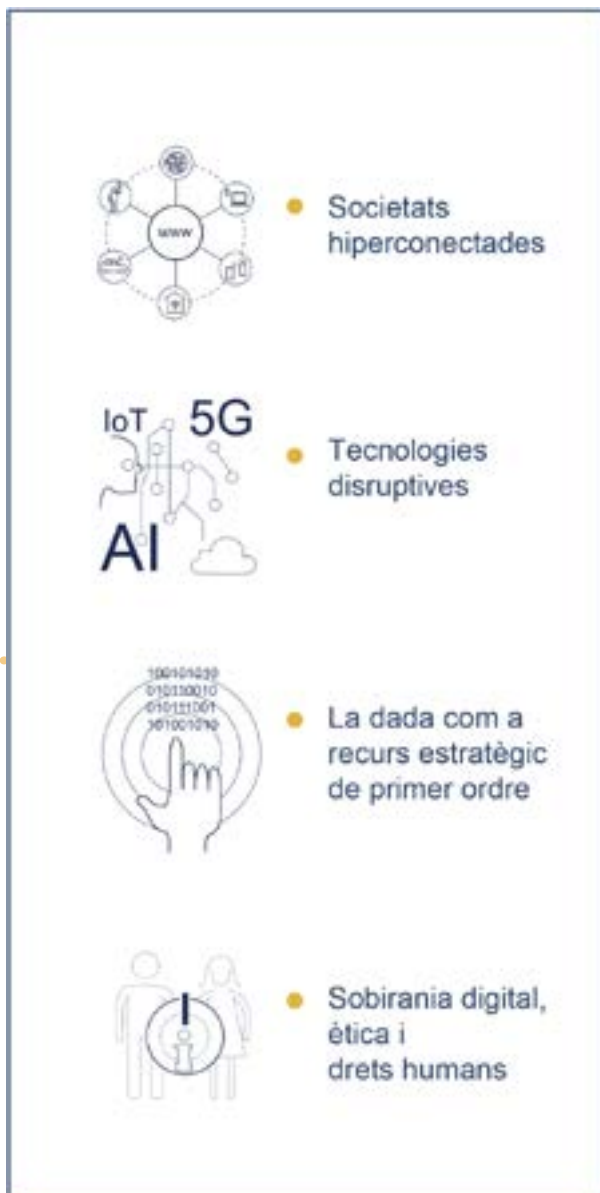 www
Societats
hiperconectades
IoT 5G
AI
Tecnologies
disruptives
100101010
010110010
010111001
101001010
La dada com a
recurs estratègic
de primer ordre
Sobirania digital,
ètica i
drets humans